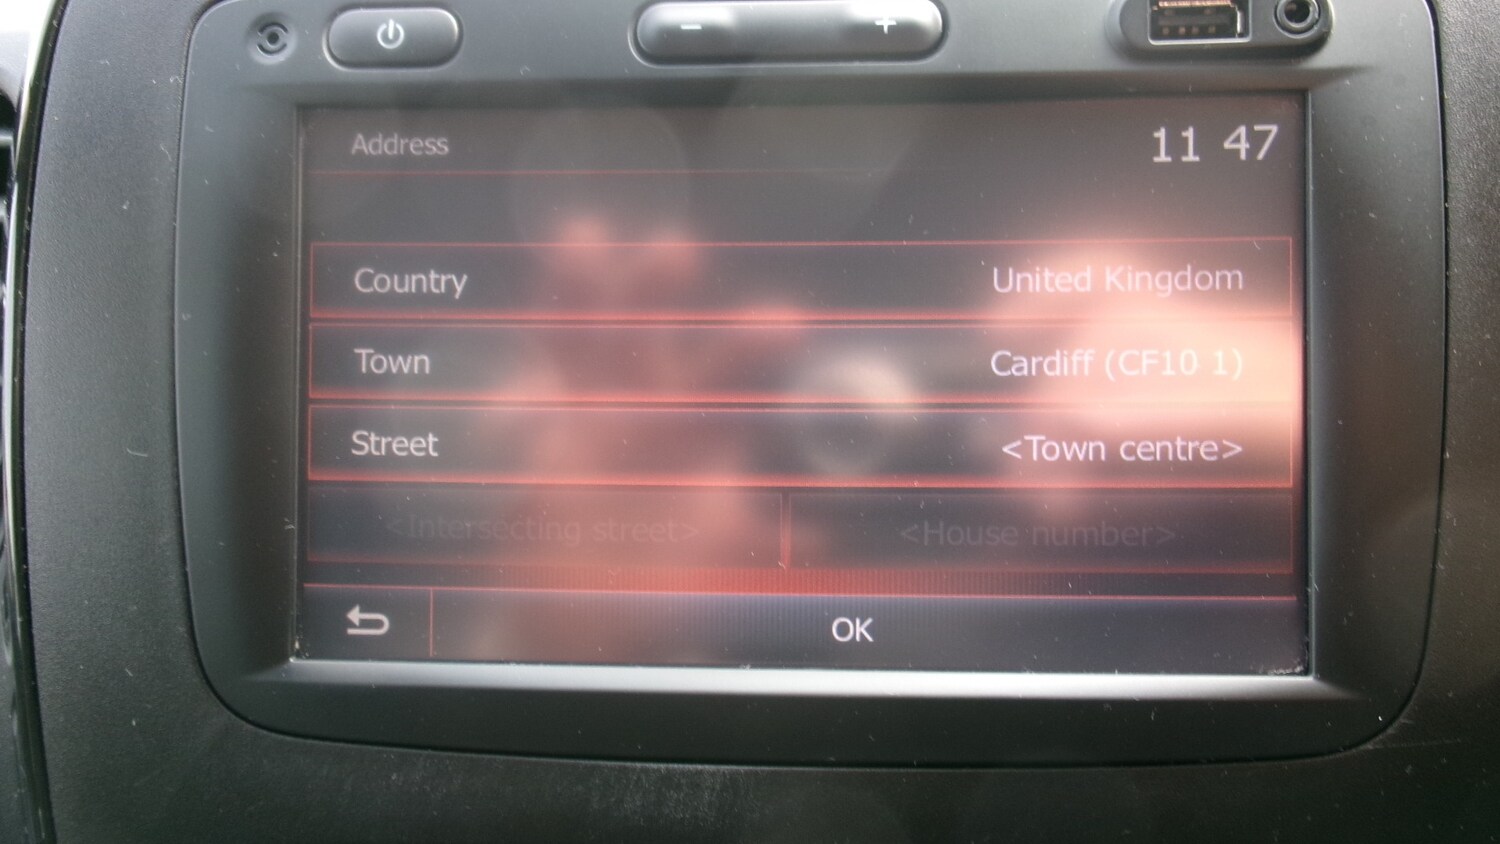 Address 11 47
Country United Kingdom
Town Cardiff (CF10 1)
Street <Town centre>
<Intersecting street> <House number>
OK